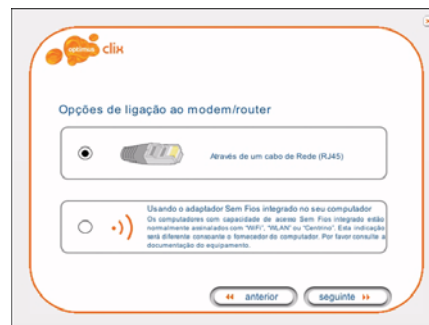 optimus clix
Opções de ligação ao modem/router
Através de um cabo de Rede (RJ45)
Usando o adaptador Sem Fios integrado no seu computador
Os computadores com capacidade de acesso Sem Fios integrado estão
normalmente assinalados com "WiFi", "WLAN" ou "Centrino". Esta indicação
será diferente consoante o fornecedor do computador. Por favor consulte a
documentação do equipamento.
anterior seguinte